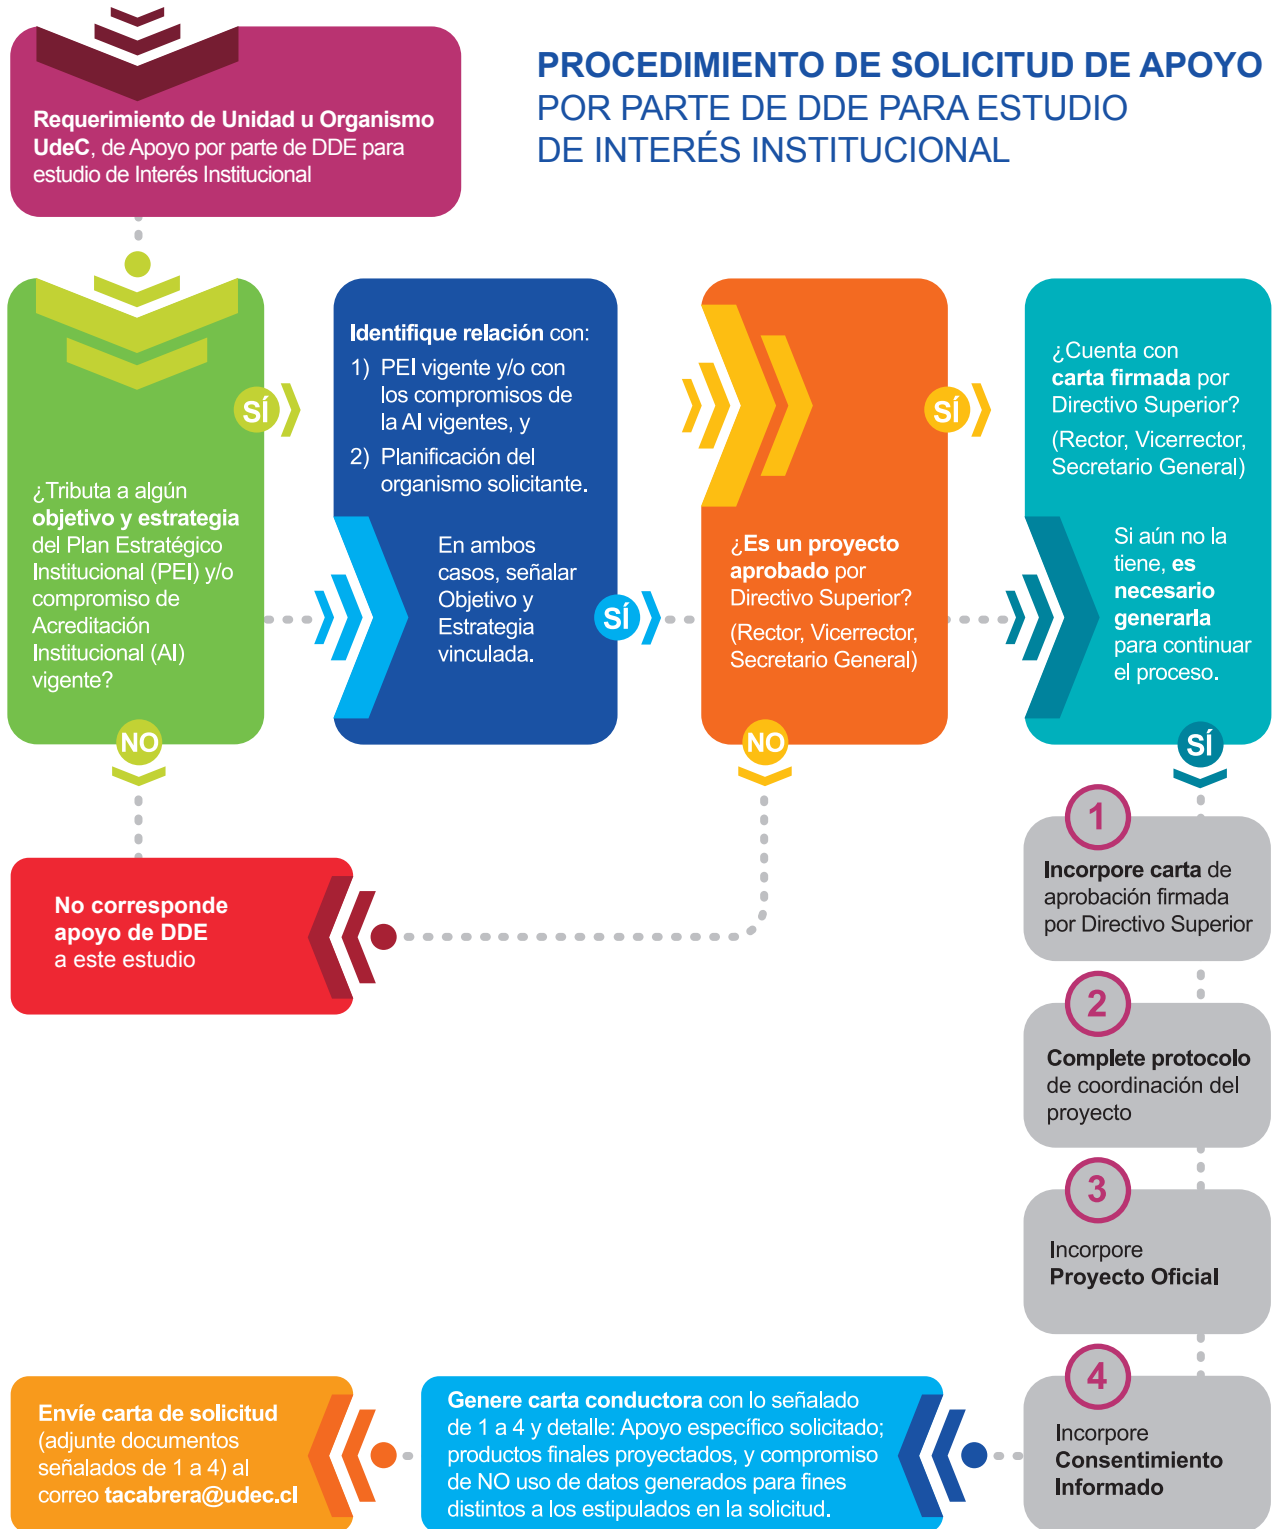 PROCEDIMIENTO DE SOLICITUD DE APOYO
POR PARTE DE DDE PARA ESTUDIO
DE INTERÉS INSTITUCIONAL
Requerimiento de Unidad u Organismo
UdeC, de Apoyo por parte de DDE para
estudio de Interés Institucional
¿Tributa a algún
objetivo y estrategia
del Plan Estratégico
Institucional (PEI) y/o
compromiso de
Acreditación
Institucional (AI)
vigente?
SÍ
NO
Identifique relación con:
1) PEI vigente y/o con
los compromisos de
la AI vigentes, y
2) Planificación del
organismo solicitante.
En ambos
casos, señalar
Objetivo y
Estrategia
vinculada.
SÍ
¿Es un proyecto
aprobado por
Directivo Superior?
(Rector, Vicerrector,
Secretario General)
SÍ
NO
¿Cuenta con
carta firmada por
Directivo Superior?
(Rector, Vicerrector,
Secretario General)
Si aún no la
tiene, es
necesario
generarla
para continuar
el proceso.
SÍ
No corresponde
apoyo de DDE
a este estudio
1
Incorpore carta de
aprobación firmada
por Directivo Superior
2
Complete protocolo
de coordinación del
proyecto
3
Incorpore
Proyecto Oficial
4
Incorpore
Consentimiento
Informado
Genere carta conductora con lo señalado
de 1 a 4 y detalle: Apoyo específico solicitado;
productos finales proyectados, y compromiso
de NO uso de datos generados para fines
distintos a los estipulados en la solicitud.
Envíe carta de solicitud
(adjunte documentos
señalados de 1 a 4) al
correo tacabrera@udec.cl